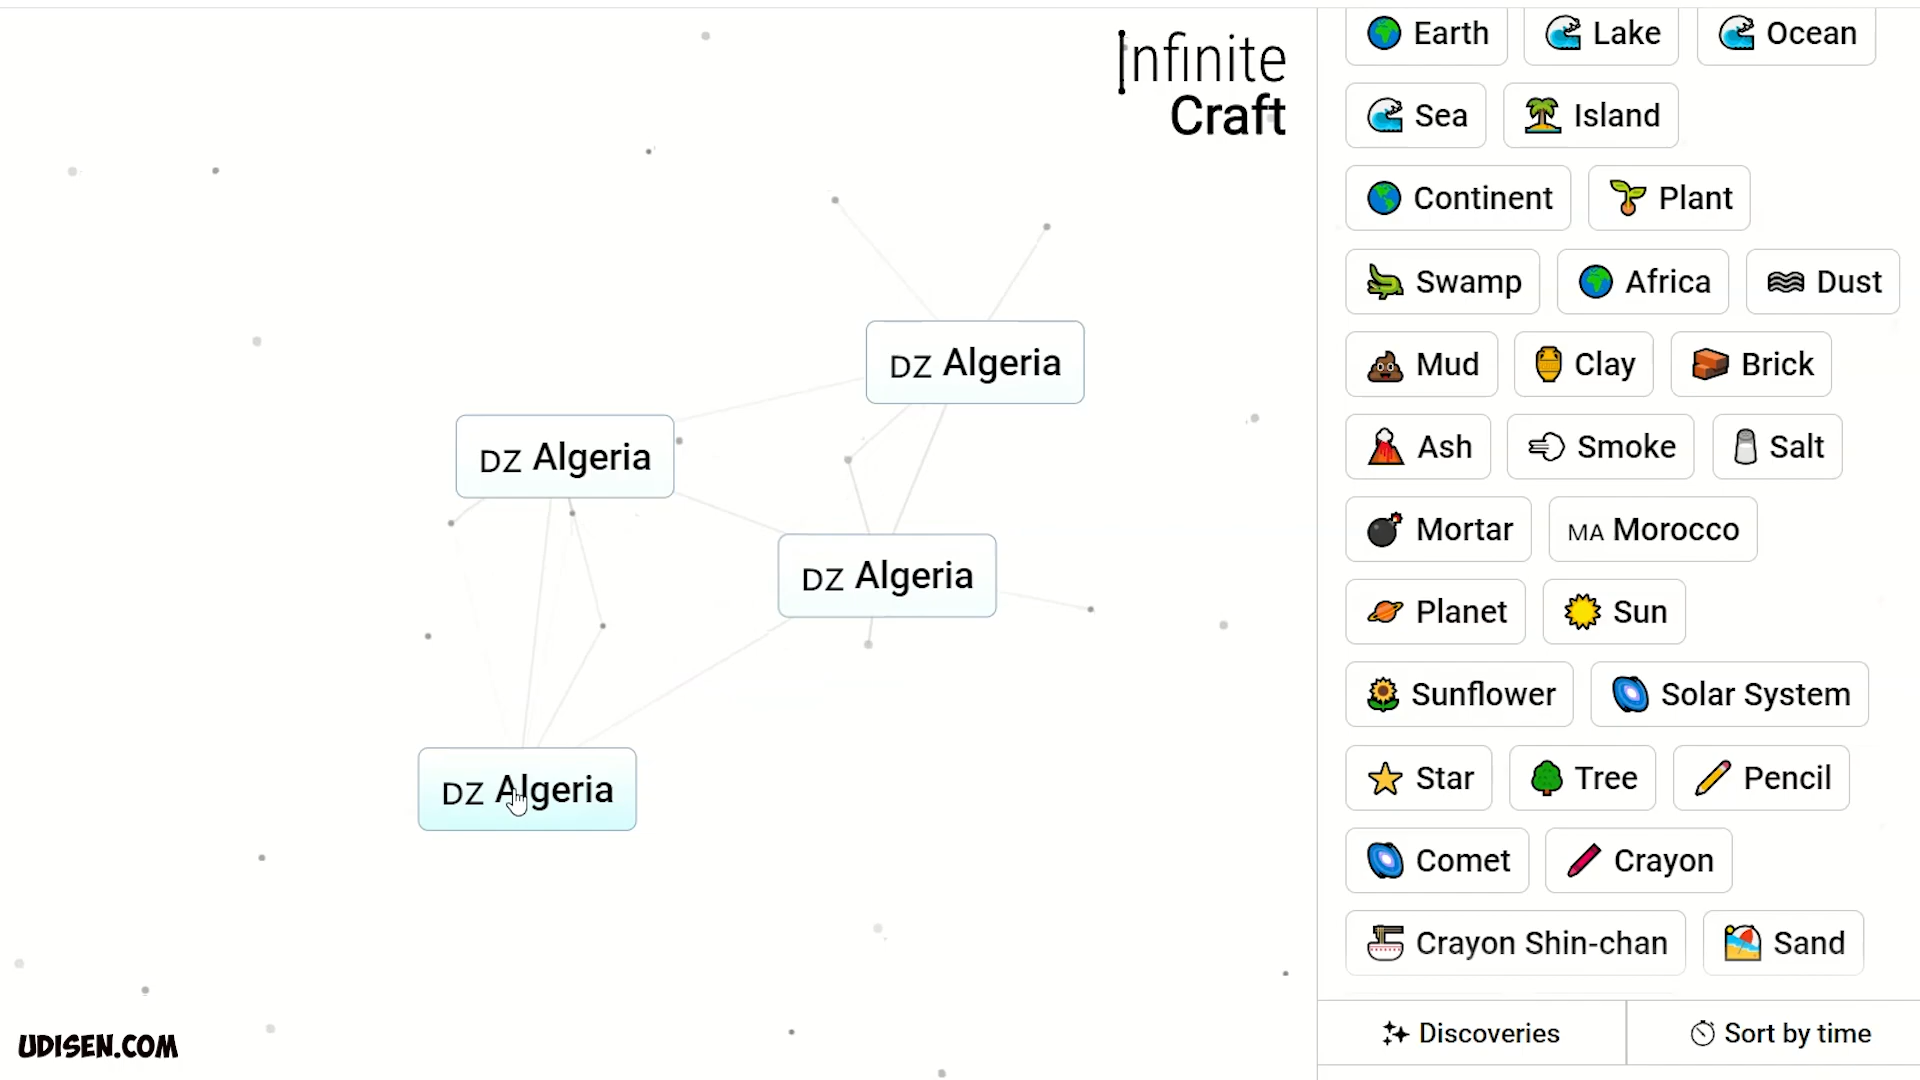 Infinite
Craft
DZ Algeria
DZ Algeria
DZ Algeria
DZ Algeria
UDISEN.COM
Earth Lake Ocean
Sea Island
Continent Plant
Swamp Africa Dust
Mud Clay Brick
Ash Smoke Salt
Mortar MA Morocco
Planet Sun
Sunflower Solar System
Star Tree Pencil
Comet Crayon
Crayon Shin-chan Sand
Discoveries Sort by time